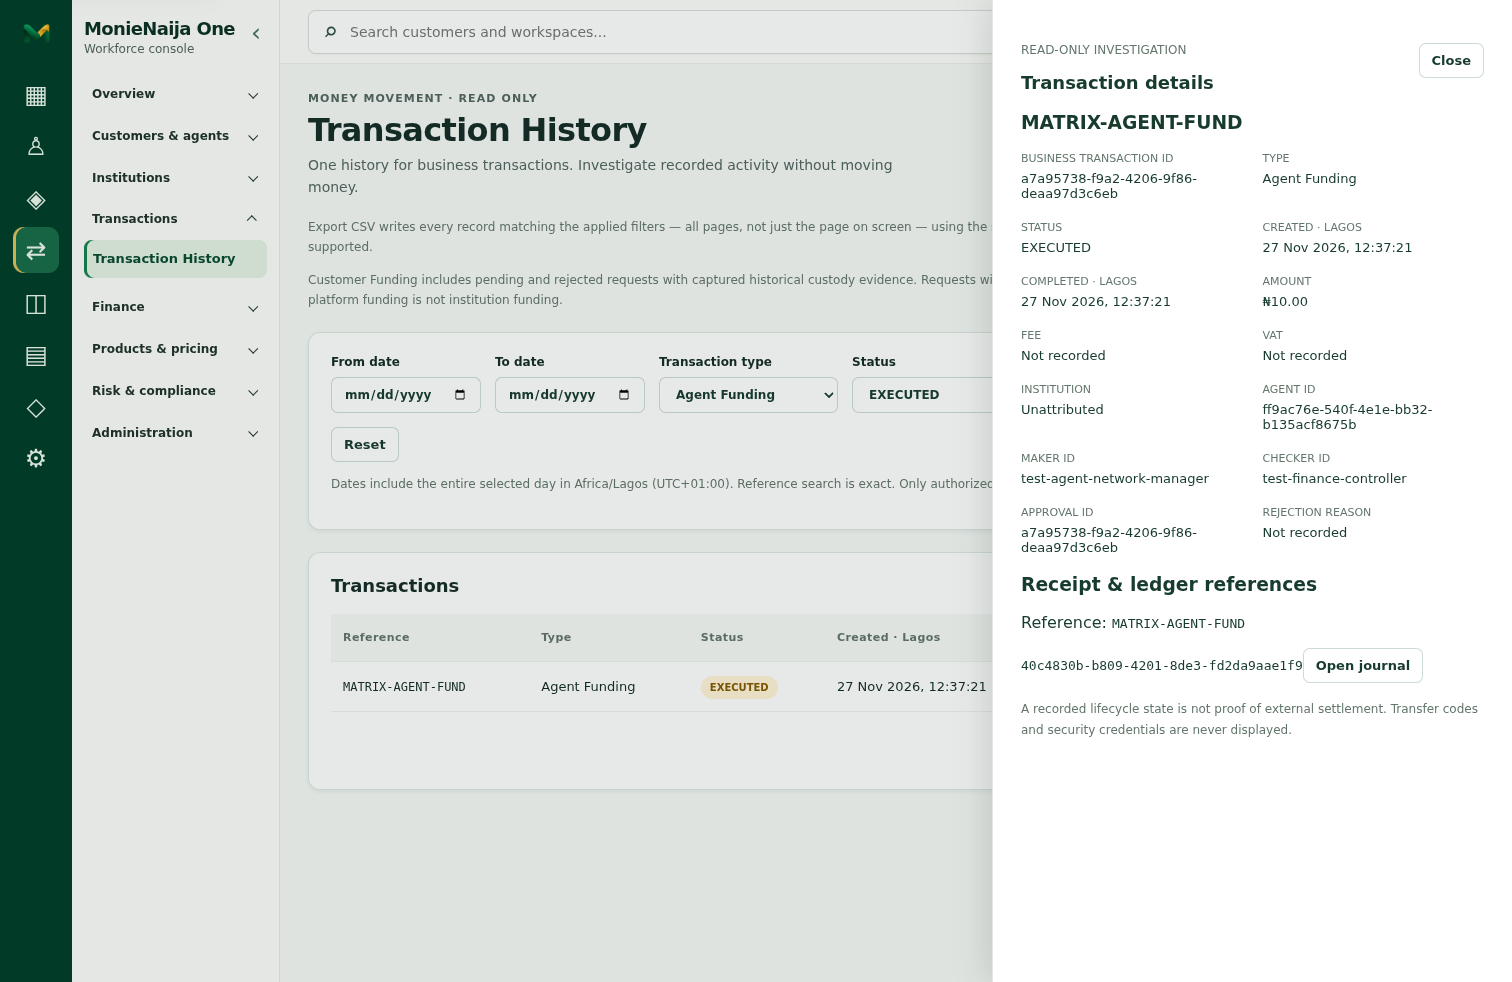 MonieNaija One
Workforce console
Overview
Customers & agents
Institutions
Transactions
Transaction History
Finance
Products & pricing
Risk & compliance
Administration
Search customers and workspaces...
MONEY MOVEMENT · READ ONLY
Transaction History
One history for business transactions. Investigate recorded activity without moving
money.
Export CSV writes every record matching the applied filters — all pages, not just the page on screen — using the
supported.
Customer Funding includes pending and rejected requests with captured historical custody evidence. Requests
platform funding is not institution funding.
From date
To date
Transaction type
Status
mm/dd/yyyy
mm/dd/yyyy
Agent Funding
EXECUTED
Reset
Dates include the entire selected day in Africa/Lagos (UTC+01:00). Reference search is exact. Only authorized
Transactions
Reference Type Status Created · Lagos
MATRIX-AGENT-FUND Agent Funding EXECUTED 27 Nov 2026, 12:37:21
READ-ONLY INVESTIGATION
Close
Transaction details
MATRIX-AGENT-FUND
BUSINESS TRANSACTION ID
a7a95738-f9a2-4206-9f86-
deaa97d3c6eb
TYPE
Agent Funding
STATUS
EXECUTED
CREATED · LAGOS
27 Nov 2026, 12:37:21
COMPLETED · LAGOS
27 Nov 2026, 12:37:21
AMOUNT
₦10.00
FEE
Not recorded
VAT
Not recorded
INSTITUTION
Unattributed
AGENT ID
ff9ac76e-540f-4e1e-bb32-
b135acf8675b
MAKER ID
test-agent-network-manager
CHECKER ID
test-finance-controller
APPROVAL ID
a7a95738-f9a2-4206-9f86-
deaa97d3c6eb
REJECTION REASON
Not recorded
Receipt & ledger references
Reference: MATRIX-AGENT-FUND
40c4830b-b809-4201-8de3-fd2da9aae1f9
Open journal
A recorded lifecycle state is not proof of external settlement. Transfer codes
and security credentials are never displayed.